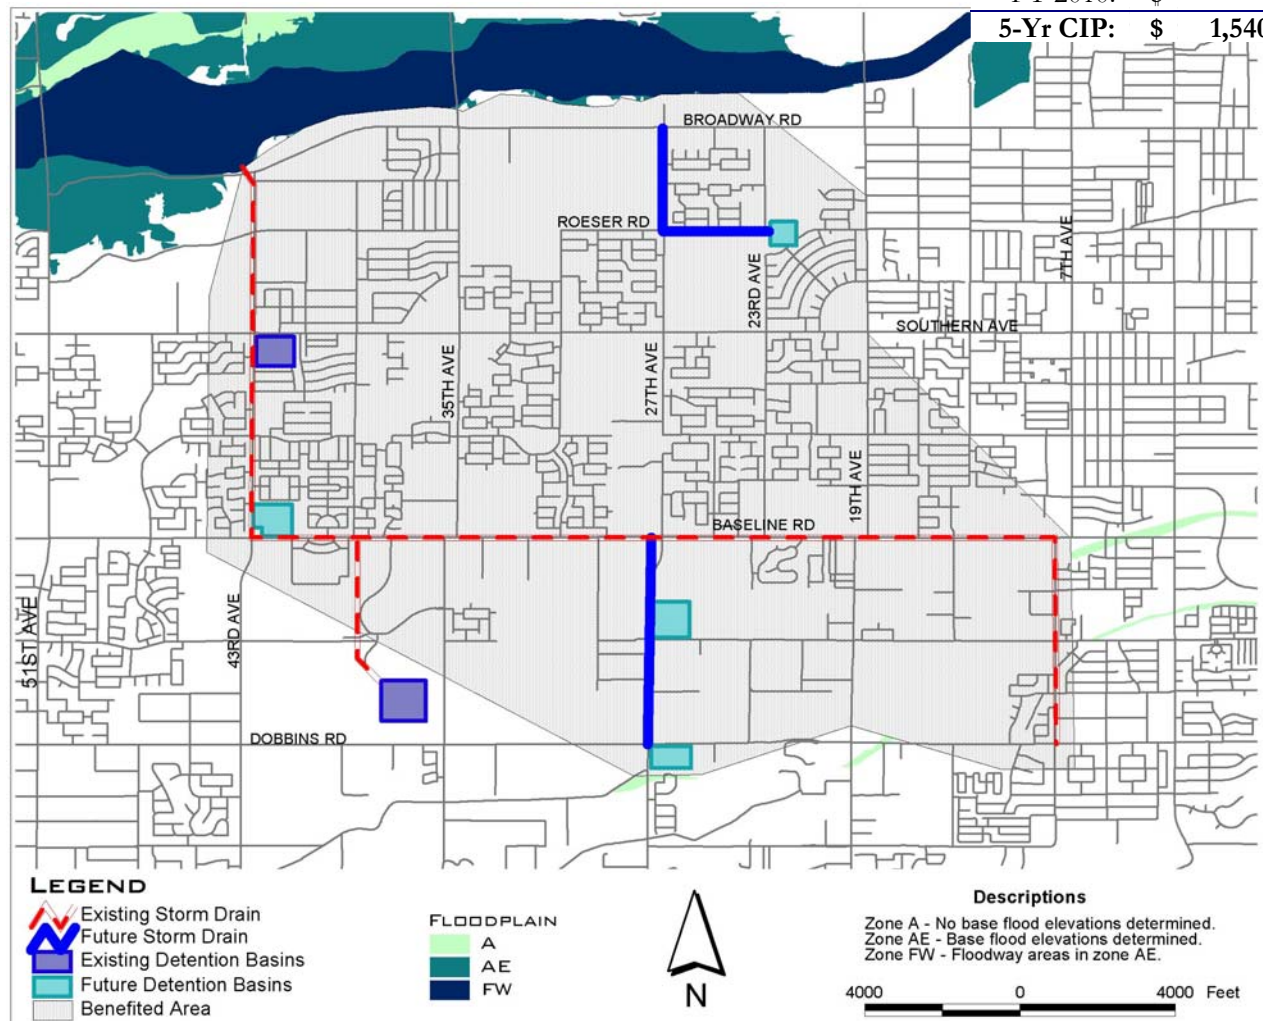 5-Yr CIP: $ 1,540
BROADWAY RD
ROESER RD
7TH AVE
23RD AVE
SOUTHERN AVE
35TH AVE
27TH AVE
19TH AVE
BASELINE RD
51ST AVE
43RD AVE
DOBBINS RD
LEGEND
Existing Storm Drain
Future Storm Drain
Existing Detention Basins
Future Detention Basins
Benefited Area
FLOODPLAIN
A
AE
FW
N
Descriptions
Zone A - No base flood elevations determined.
Zone AE - Base flood elevations determined.
Zone FW - Floodway areas in zone AE.
4000 0 4000 Feet